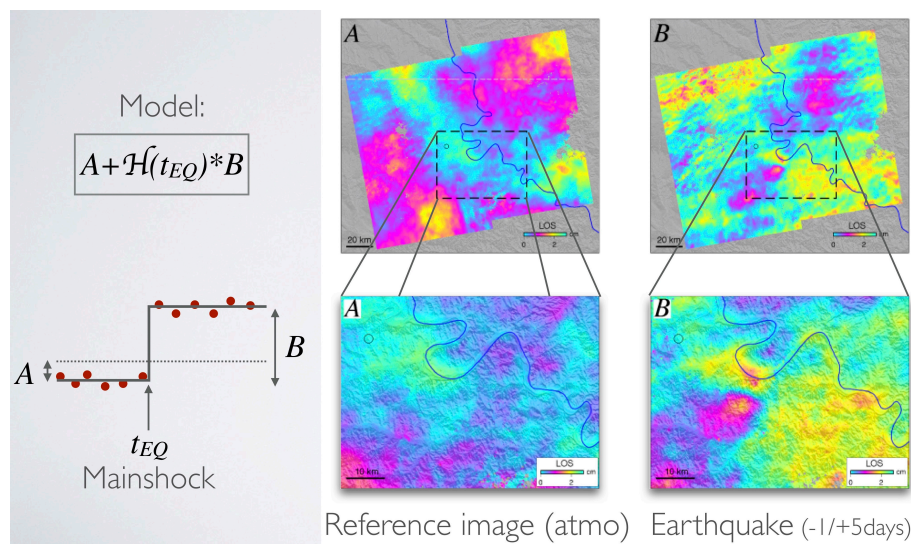 Model:
A+H(tEQ)*B
A
B
tEQ
Mainshock
A
LOS
0 2 cm
20 km
B
LOS
0 2 cm
20 km
A
LOS
0 2 cm
10 km
B
LOS
0 2 cm
10 km
Reference image (atmo)
Earthquake (-1/+5days)